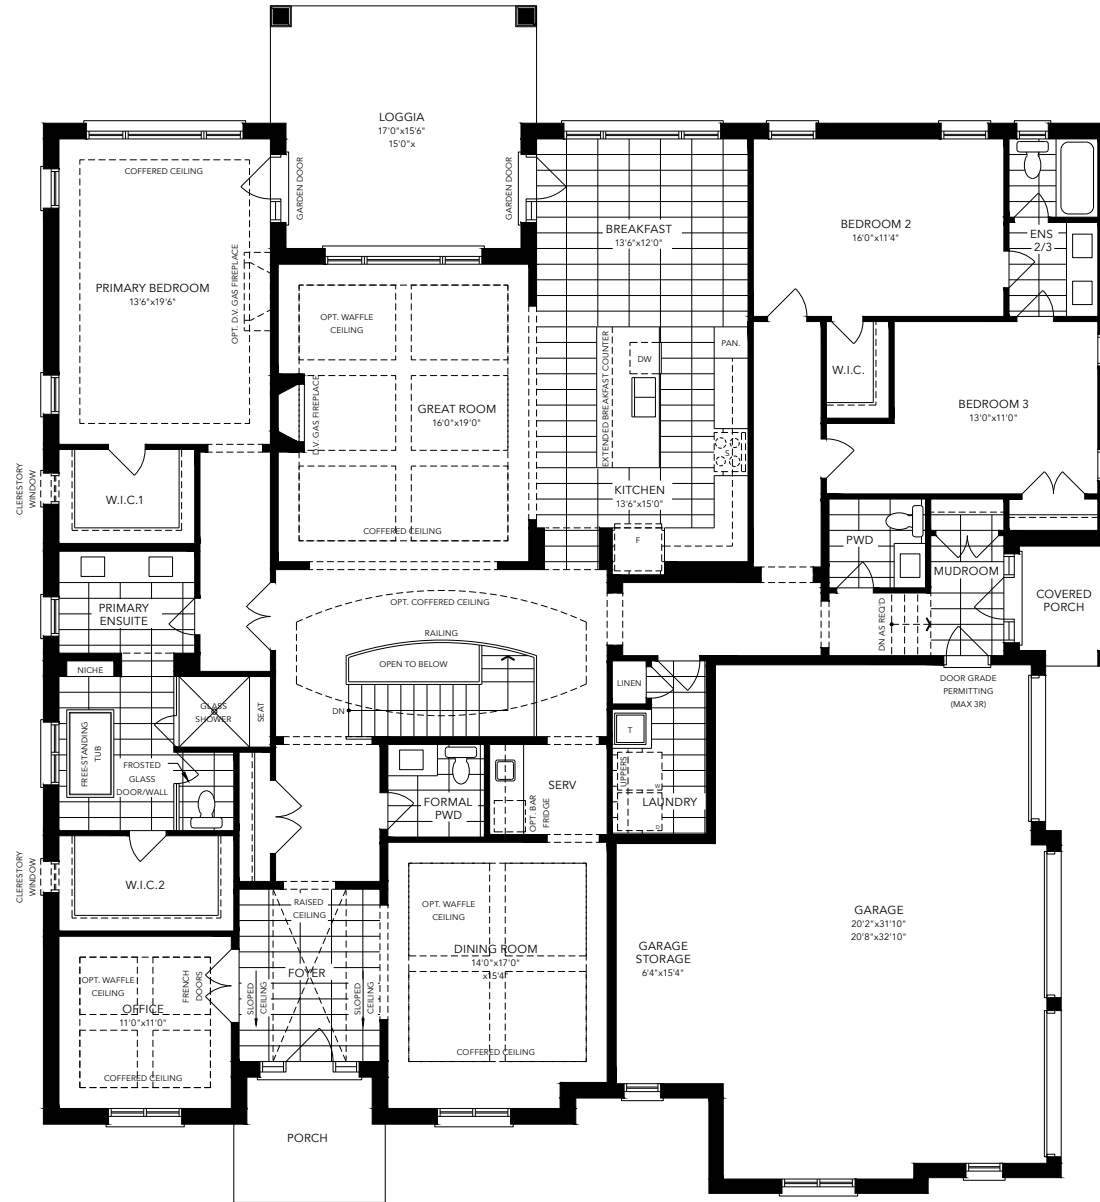 LOGGIA
17'0"x15'6"
15'0"x
COFFERED CEILING
GARDEN DOOR
GARDEN DOOR
BREAKFAST
13'6"x12'0"
BEDROOM 2
16'0"x11'4"
ENS
2/3
PRIMARY BEDROOM
13'6"x19'6"
OPT. D.V. GAS FIREPLACE
OPT. WAFFLE
CEILING
D.V. GAS FIREPLACE
GREAT ROOM
16'0"x19'0"
COFFERED CEILING
EXTENDED BREAKFAST COUNTER
DW
PAN.
S
KITCHEN
13'6"x15'0"
F
W.I.C.
BEDROOM 3
13'0"x11'0"
CLERESTORY
WINDOW
W.I.C.1
PWD
MUDROOM
COVERED
PORCH
DN AS REQ'D
PRIMARY
ENSUITE
OPT. COFFERED CEILING
RAILING
OPEN TO BELOW
DN
NICHE
GLASS
SHOWER
SEAT
FREE-STANDING
TUB
FROSTED
GLASS
DOOR/WALL
LINEN
DOOR GRADE
PERMITTING
(MAX 3R)
T
UPPERS
W
D
LAUNDRY
FORMAL
PWD
SERV
OPT. BAR
FRIDGE
CLERESTORY
WINDOW
W.I.C.2
RAISED
CEILING
FOYER
SLOPED
CEILING
SLOPED
CEILING
OPT. WAFFLE
CEILING
DINING ROOM
14'0"x17'0"
x15'4"
COFFERED CEILING
GARAGE
STORAGE
6'4"x15'4"
GARAGE
20'2"x31'10"
20'8"x32'10"
OPT. WAFFLE
CEILING
FRENCH
DOORS
OFFICE
11'0"x11'0"
COFFERED CEILING
PORCH